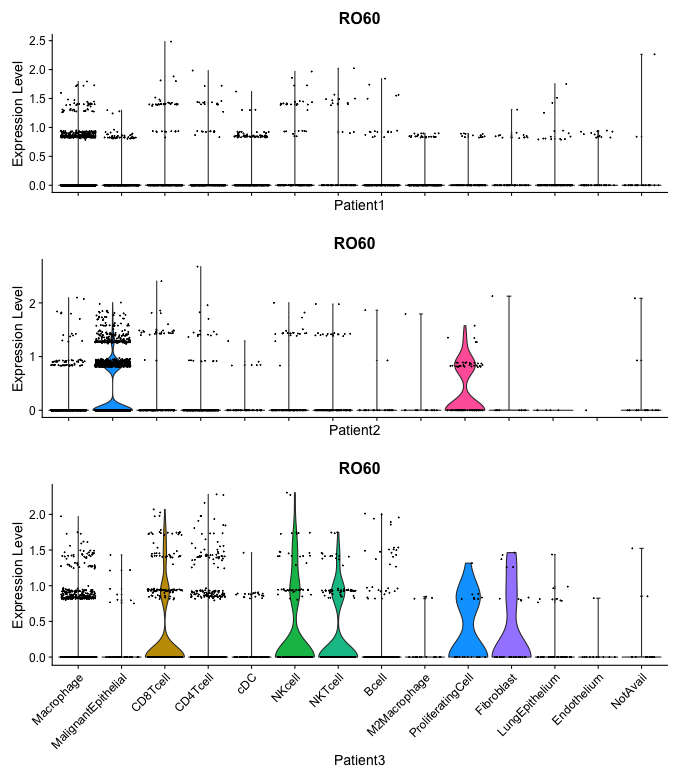 RO60
Expression Level
2.5
2.0
1.5
1.0
0.5
0.0
Patient1
RO60
Expression Level
2
1
0
Patient2
RO60
Expression Level
2.0
1.5
1.0
0.5
0.0
Macrophage
MalignantEpithelial
CD8Tcell
CD4Tcell
cDC
NKcell
NKTcell
Bcell
M2Macrophage
ProliferatingCell
Fibroblast
LungEpithelium
Endothelium
NotAvail
Patient3